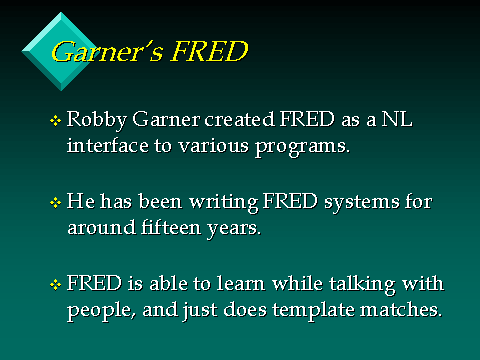 Garner's FRED
Robby Garner created FRED as a NL
interface to various programs.
He has been writing FRED systems for
around fifteen years.
FRED is able to learn while talking with
people, and just does template matches.